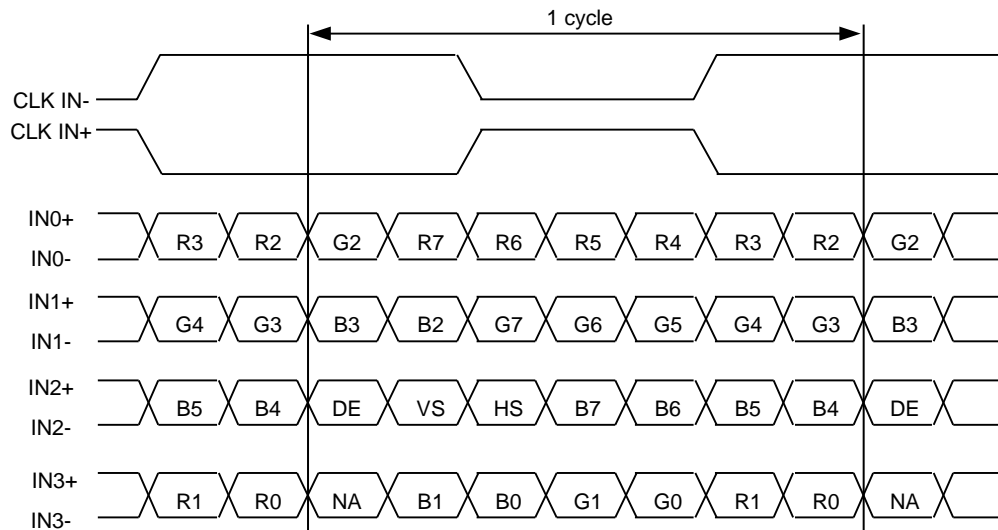 1 cycle
CLK IN-
CLK IN+
IN0+
R3 R2 G2 R7 R6 R5 R4 R3 R2 G2
IN0-
IN1+
G4 G3 B3 B2 G7 G6 G5 G4 G3 B3
IN1-
IN2+
B5 B4 DE VS HS B7 B6 B5 B4 DE
IN2-
IN3+
R1 R0 NA B1 B0 G1 G0 R1 R0 NA
IN3-